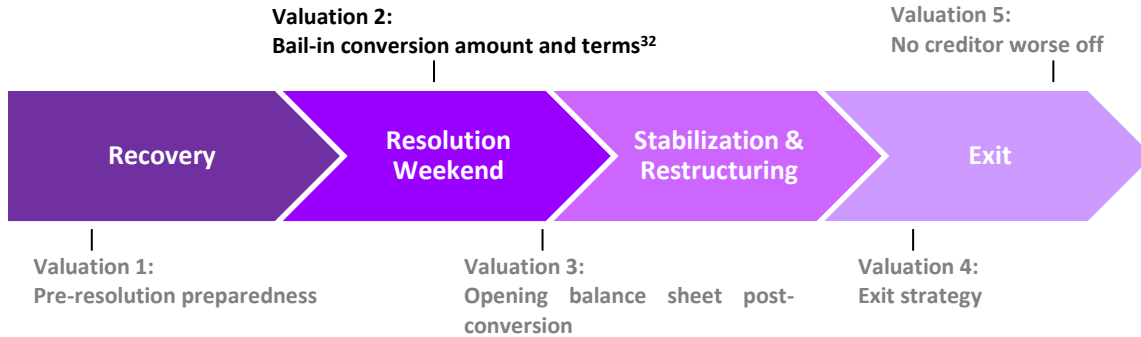 Valuation 2:
Bail-in conversion amount and terms³²
Valuation 5:
No creditor worse off
Recovery
Resolution
Weekend
Stabilization &
Restructuring
Exit
Valuation 1:
Pre-resolution preparedness
Valuation 3:
Opening balance sheet post-
conversion
Valuation 4:
Exit strategy